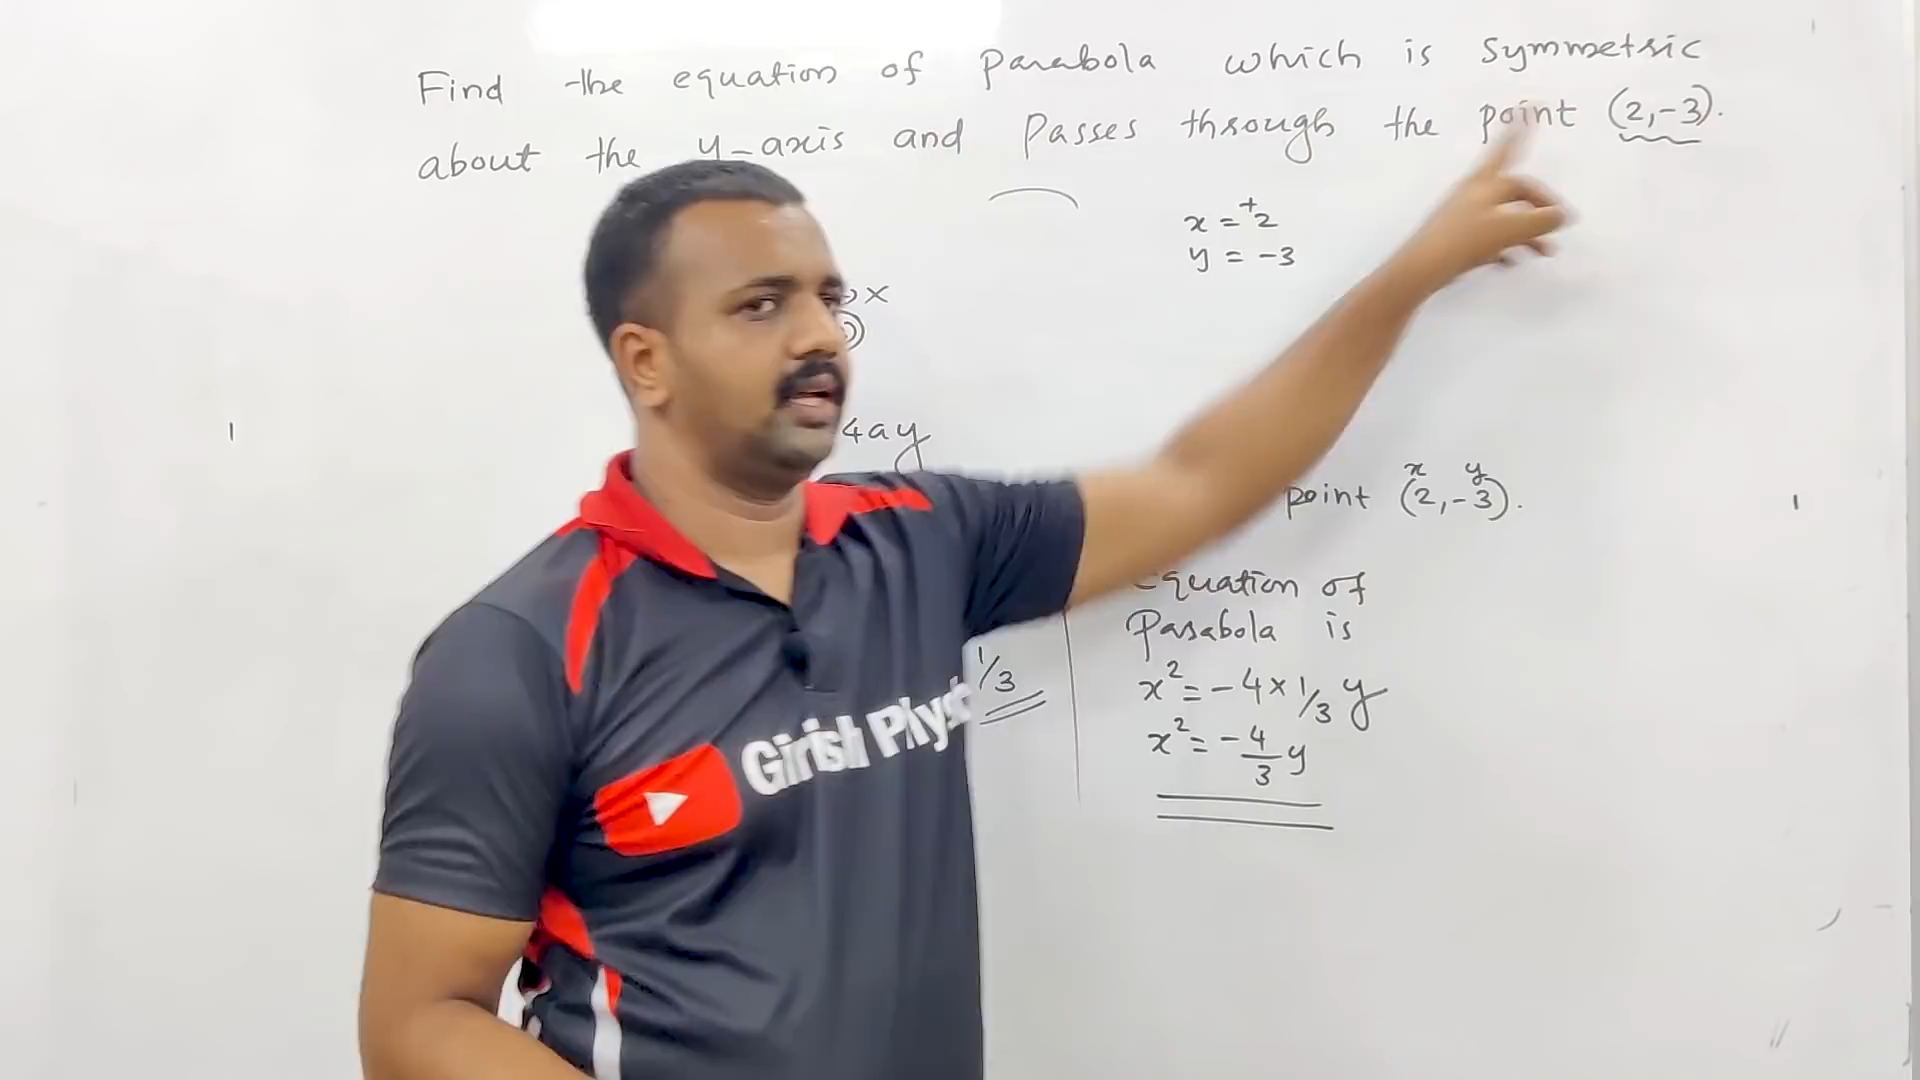 Find the equation of parabola which is symmetric
about the y-axis and Passes through the point (2,-3).
x = +2
y = -3
x
4ay
x y
point (2,-3).
Equation of
Parabola is
1/3
x² = -4×1/3 y
x² = -4/3 y
Girish Physic